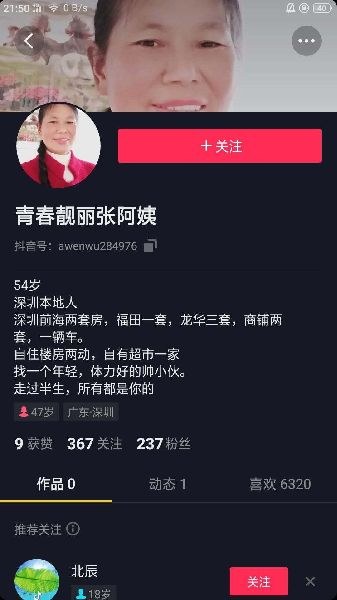 21:50
0 B/s
40
+ 关注
青春靓丽张阿姨
抖音号: awenwu284976
54岁
深圳本地人
深圳前海两套房，福田一套，龙华三套，商铺两
套，一辆车。
自住楼房两动，自有超市一家
找一个年轻，体力好的帅小伙。
走过半生，所有都是你的
47岁 广东·深圳
9 获赞 367 关注 237 粉丝
作品 0 动态 1 喜欢 6320
推荐关注
北辰
关注
18岁